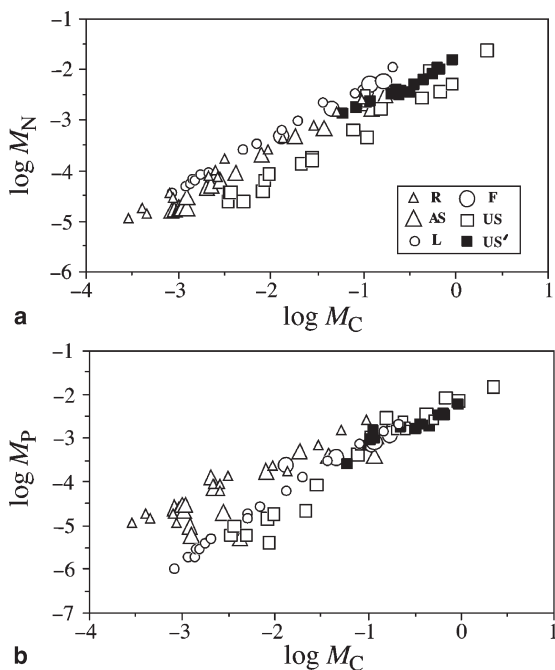 −1
−2
−3
−4
−5
−6
log M_N
−4 −3 −2 −1 0 1
log M_C
R F
AS US
L US′
a
−1
−2
−3
−4
−5
−6
−7
log M_P
−4 −3 −2 −1 0 1
log M_C
b